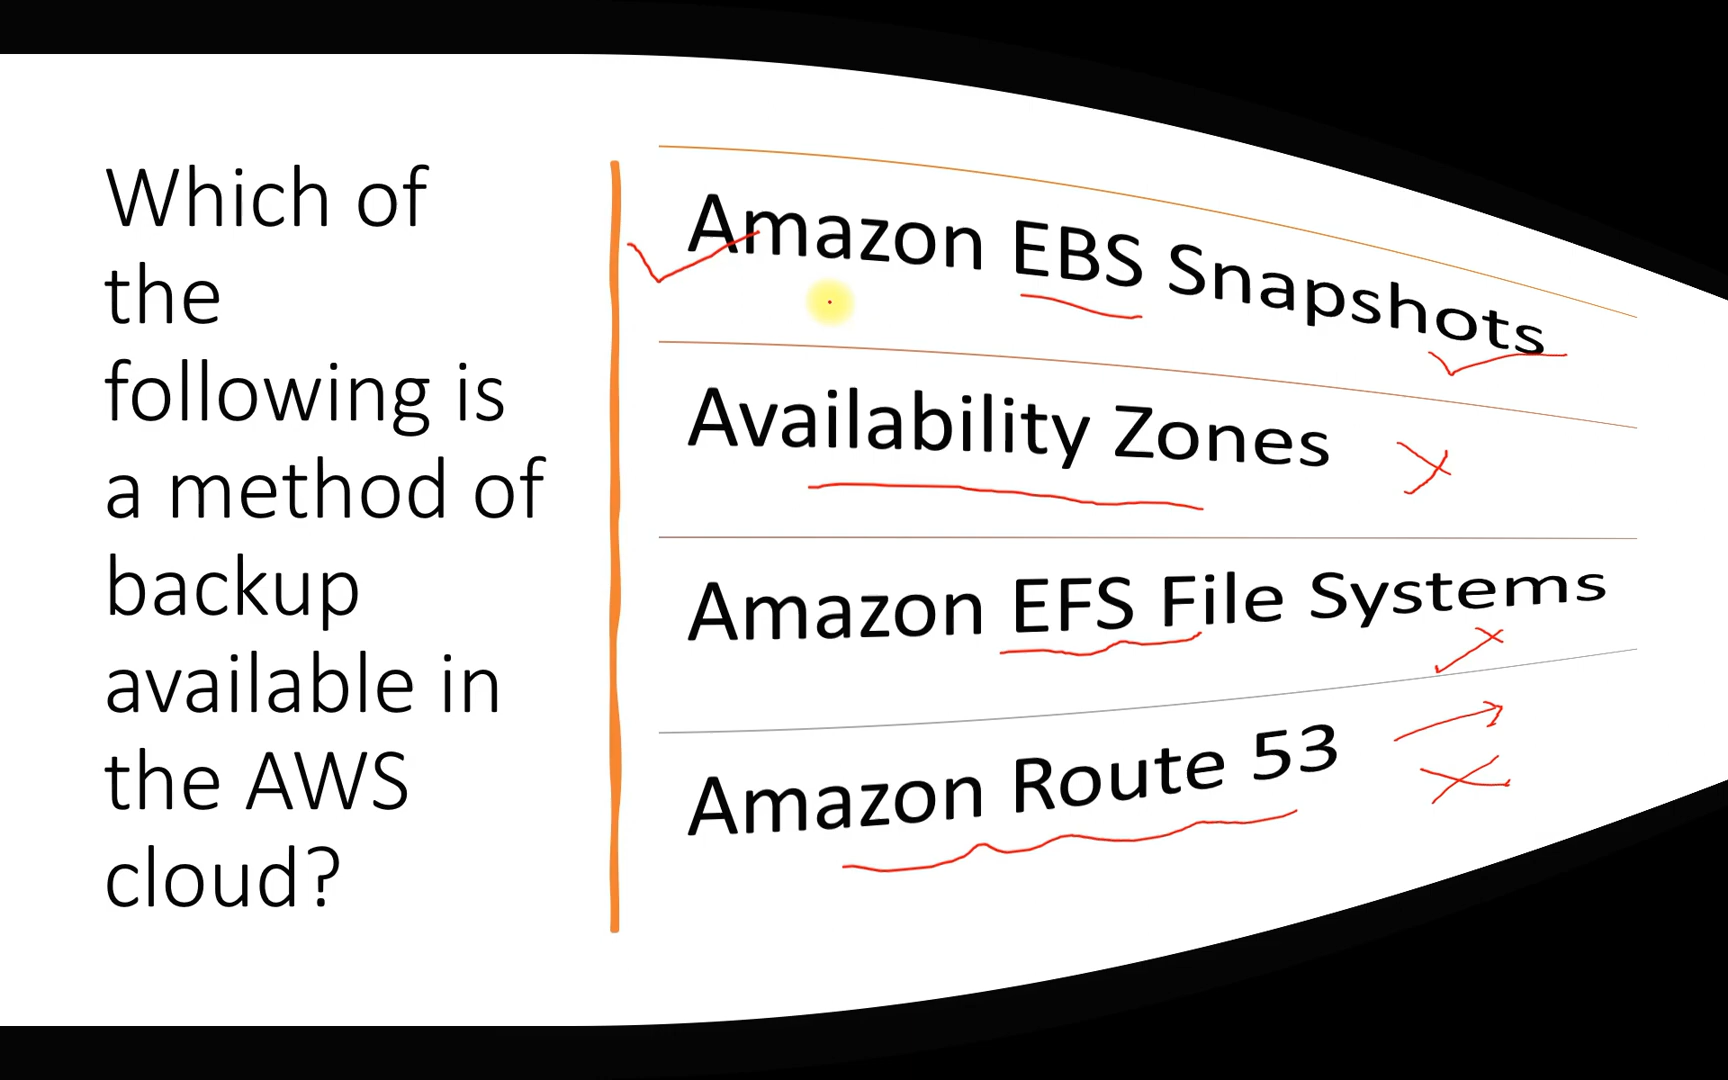 Which of
the
following is
a method of
backup
available in
the AWS
cloud?
Amazon EBS Snapshots
Availability Zones
Amazon EFS File Systems
Amazon Route 53